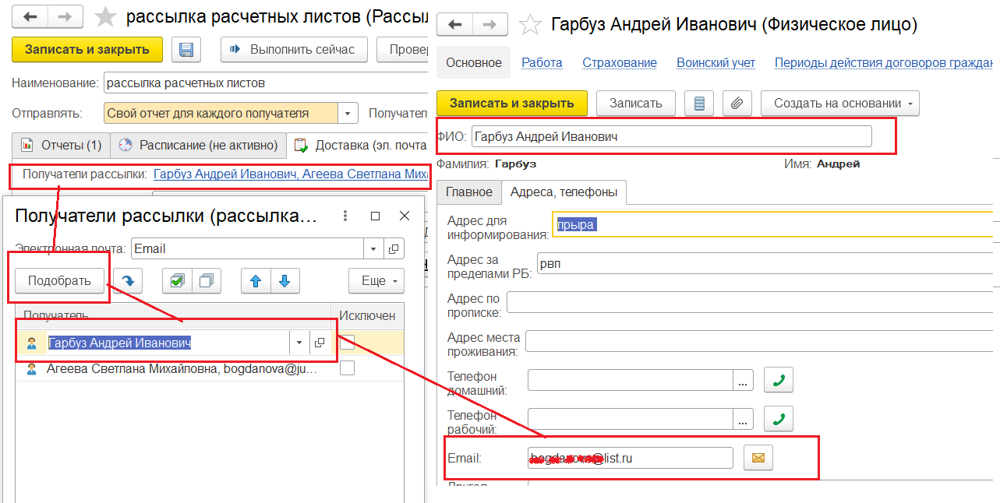 рассылка расчетных листов (Рассыл
Записать и закрыть
Выполнить сейчас
Провер
Наименование: рассылка расчетных листов
Отправлять: Свой отчет для каждого получателя
Получател
Отчеты (1)
Расписание (не активно)
Доставка (эл. почта
Получатели рассылки: Гарбуз Андрей Иванович, Агеева Светлана Миха
Получатели рассылки (рассылка...
Электронная почта: Email
Подобрать
Еще
Получатель
Исключен
Гарбуз Андрей Иванович
Агеева Светлана Михайловна, bogdanova@ju...
Гарбуз Андрей Иванович (Физическое лицо)
Основное
Работа
Страхование
Воинский учет
Периоды действия договоров граждан
Записать и закрыть
Записать
Создать на основании
ФИО: Гарбуз Андрей Иванович
Фамилия: Гарбуз
Имя: Андрей
Главное
Адреса, телефоны
Адрес для
информирования: прыра
Адрес за
пределами РБ: рвп
Адрес по
прописке:
Адрес места
проживания:
Телефон
домашний:
...
Телефон
рабочий:
...
Email:
@list.ru
Другая